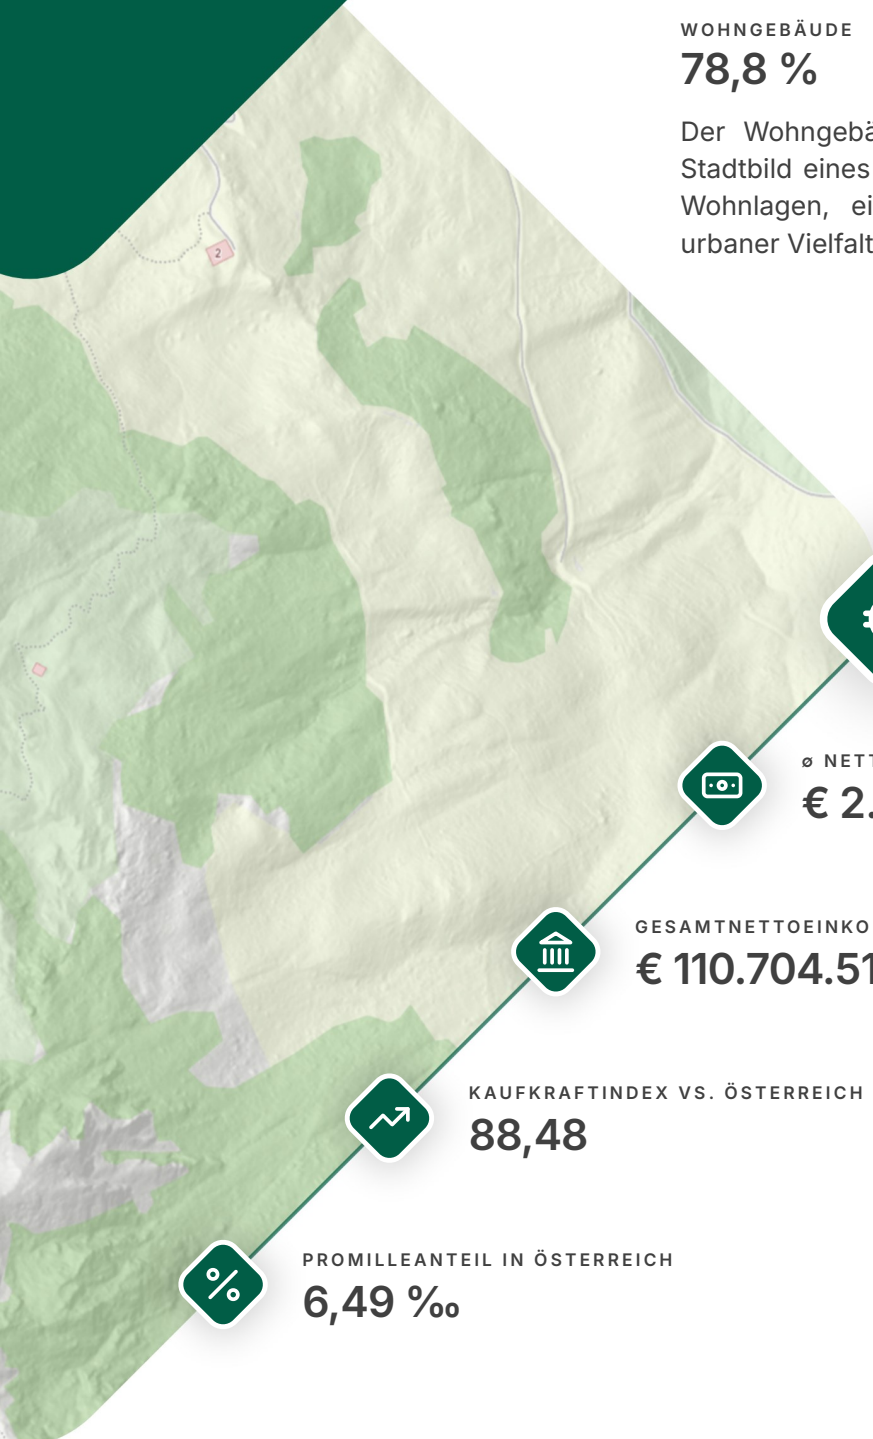 WOHNGEBÄUDE
78,8 %
Der Wohngebä
Stadtbild eines
Wohnlagen, ei
urbaner Vielfalt
2
ø NETT
€ 2.
GESAMTNETTOEINKO
€ 110.704.51
KAUFKRAFTINDEX VS. ÖSTERREICH
88,48
PROMILLEANTEIL IN ÖSTERREICH
6,49 ‰